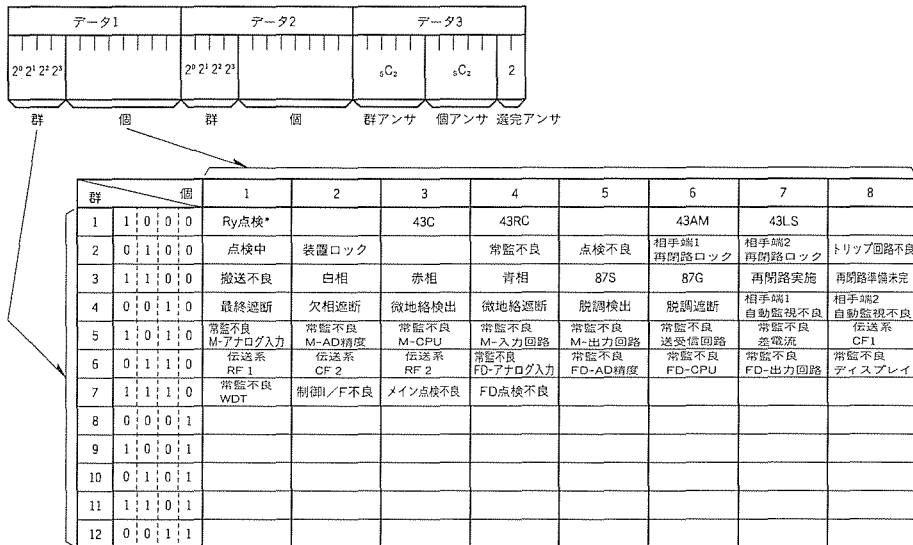 データ1 データ2 データ3
2⁰ 2¹ 2² 2³ 2⁰ 2¹ 2² 2³ ₅C₂ ₅C₂ 2
群 個 群 個 群アンサ 個アンサ 選完アンサ
群 個 1 2 3 4 5 6 7 8
1 1 0 0 0 Ry点検* 43C 43RC 43AM 43LS
2 0 1 0 0 点検中 装置ロック 常監不良 点検不良 相手端1 再閉路ロック 相手端2 再閉路ロック トリップ回路不良
3 1 1 0 0 搬送不良 白相 赤相 青相 87S 87G 再閉路実施 再閉路準備未完
4 0 0 1 0 最終遮断 欠相遮断 微地絡検出 微地絡遮断 脱調検出 脱調遮断 相手端1 自動監視不良 相手端2 自動監視不良
5 1 0 1 0 常監不良 M-アナログ入力 常監不良 M-AD精度 常監不良 M-CPU 常監不良 M-入力回路 常監不良 M-出力回路 常監不良 送受信回路 常監不良 差電流 伝送系 CF1
6 0 1 1 0 伝送系 RF1 伝送系 CF2 伝送系 RF2 常監不良 FD-アナログ入力 常監不良 FD-AD精度 常監不良 FD-CPU 常監不良 FD-出力回路 常監不良 ディスプレイ
7 1 1 1 0 常監不良 WDT 制御I/F不良 メイン点検不良 FD点検不良
8 0 0 0 1
9 1 0 0 1
10 0 1 0 1
11 1 1 0 1
12 0 0 1 1